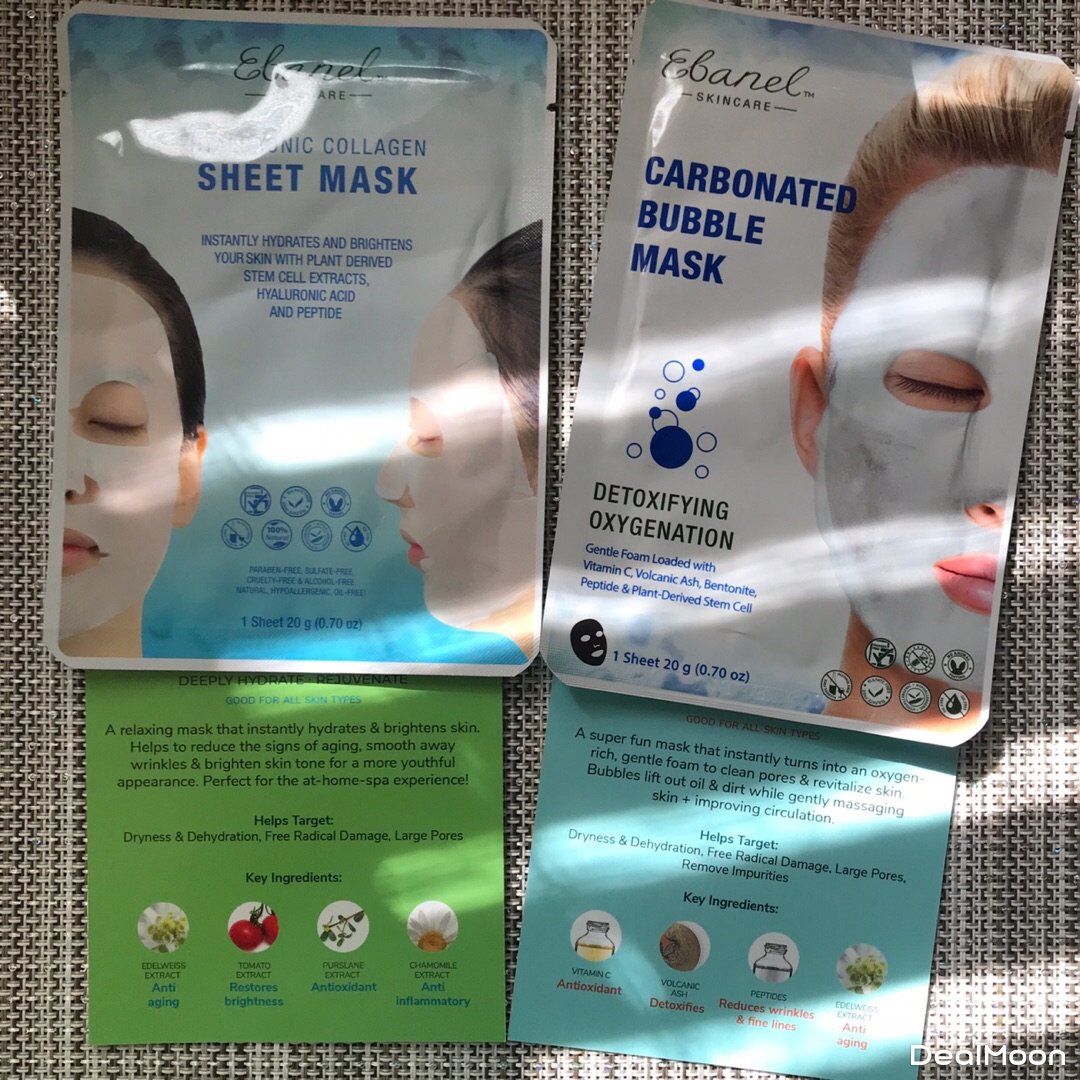 Ebanel
COLLAGEN
SHEET MASK
INSTANTLY HYDRATES AND BRIGHTENS
YOUR SKIN WITH PLANT DERIVED
STEM CELL EXTRACTS,
HYALURONIC ACID
AND PEPTIDE
100%
Natural
PARABEN-FREE, SULFATE-FREE,
CRUELTY-FREE & ALCOHOL-FREE
NATURAL, HYPOALLERGENIC, OIL-FREE
1 Sheet 20 g (0.70 oz)
DEEPLY HYDRATE · REJUVENATE
GOOD FOR ALL SKIN TYPES
A relaxing mask that instantly hydrates & brightens skin.
Helps to reduce the signs of aging, smooth away
wrinkles & brighten skin tone for a more youthful
appearance. Perfect for the at-home-spa experience!
Helps Target:
Dryness & Dehydration, Free Radical Damage, Large Pores
Key Ingredients:
EDELWEISS
EXTRACT
Anti
aging
TOMATO
EXTRACT
Restores
brightness
PURSLANE
EXTRACT
Antioxidant
CHAMOMILE
EXTRACT
Anti
inflammatory
Ebanel™
SKINCARE
CARBONATED
BUBBLE
MASK
DETOXIFYING
OXYGENATION
Gentle Foam Loaded with
Vitamin C, Volcanic Ash, Bentonite,
Peptide & Plant-Derived Stem Cell
1 Sheet 20 g (0.70 oz)
GOOD FOR ALL SKIN TYPES
A super fun mask that instantly turns into an oxygen-
rich, gentle foam to clean pores & revitalize skin.
Bubbles lift out oil & dirt while gently massaging
skin + improving circulation.
Helps Target:
Dryness & Dehydration, Free Radical Damage, Large Pores,
Remove Impurities
Key Ingredients:
VITAMIN C
Antioxidant
VOLCANIC
ASH
Detoxifies
PEPTIDES
Reduces wrinkles
& fine lines
EDELWEISS
EXTRACT
Anti
aging
DealMoon